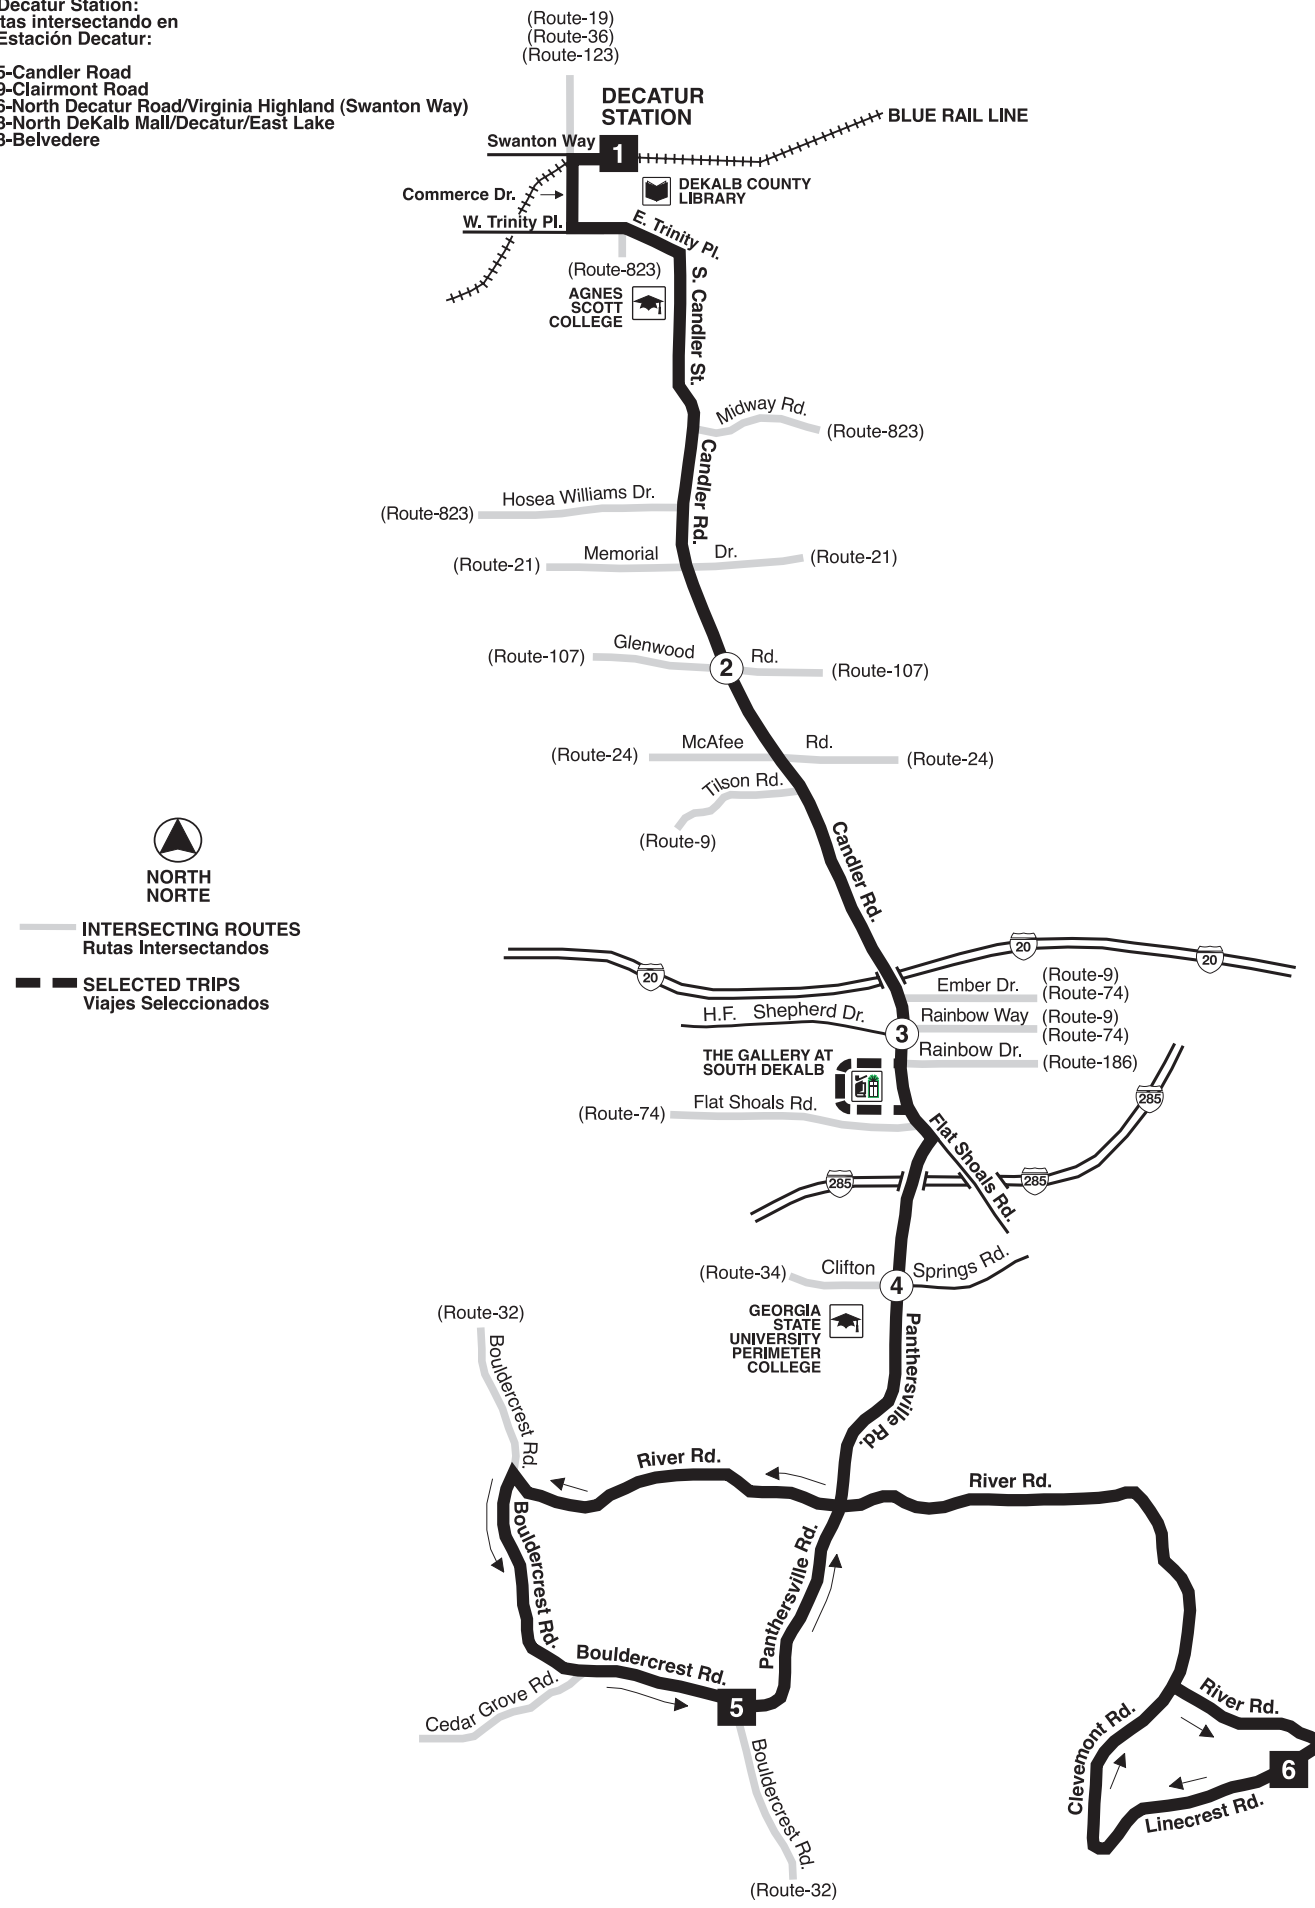 Decatur Station:
tas intersectando en
Estación Decatur:
5-Candler Road
9-Clairmont Road
6-North Decatur Road/Virginia Highland (Swanton Way)
3-North DeKalb Mall/Decatur/East Lake
3-Belvedere
(Route-19)
(Route-36)
(Route-123)
DECATUR
STATION
BLUE RAIL LINE
Swanton Way
1
DEKALB COUNTY
LIBRARY
Commerce Dr.
W. Trinity Pl.
E. Trinity Pl.
(Route-823)
AGNES
SCOTT
COLLEGE
S. Candler St.
Midway Rd.
(Route-823)
Candler Rd.
Hosea Williams Dr.
(Route-823)
Memorial Dr.
(Route-21)
(Route-21)
Glenwood Rd.
(Route-107)
2
(Route-107)
McAfee Rd.
(Route-24)
(Route-24)
Tilson Rd.
(Route-9)
Candler Rd.
NORTH
NORTE
INTERSECTING ROUTES
Rutas Intersectandos
SELECTED TRIPS
Viajes Seleccionados
20
20
20
Ember Dr.
(Route-9)
(Route-74)
H.F. Shepherd Dr.
Rainbow Way
(Route-9)
(Route-74)
3
Rainbow Dr.
(Route-186)
THE GALLERY AT
SOUTH DEKALB
Flat Shoals Rd.
(Route-74)
285
Flat Shoals Rd.
285
285
Clifton Springs Rd.
(Route-34)
4
GEORGIA
STATE
UNIVERSITY
PERIMETER
COLLEGE
Panthersville Rd.
(Route-32)
Bouldercrest Rd.
River Rd.
River Rd.
Bouldercrest Rd.
Panthersville Rd.
Bouldercrest Rd.
Cedar Grove Rd.
5
Bouldercrest Rd.
(Route-32)
River Rd.
Clevemont Rd.
6
Linecrest Rd.